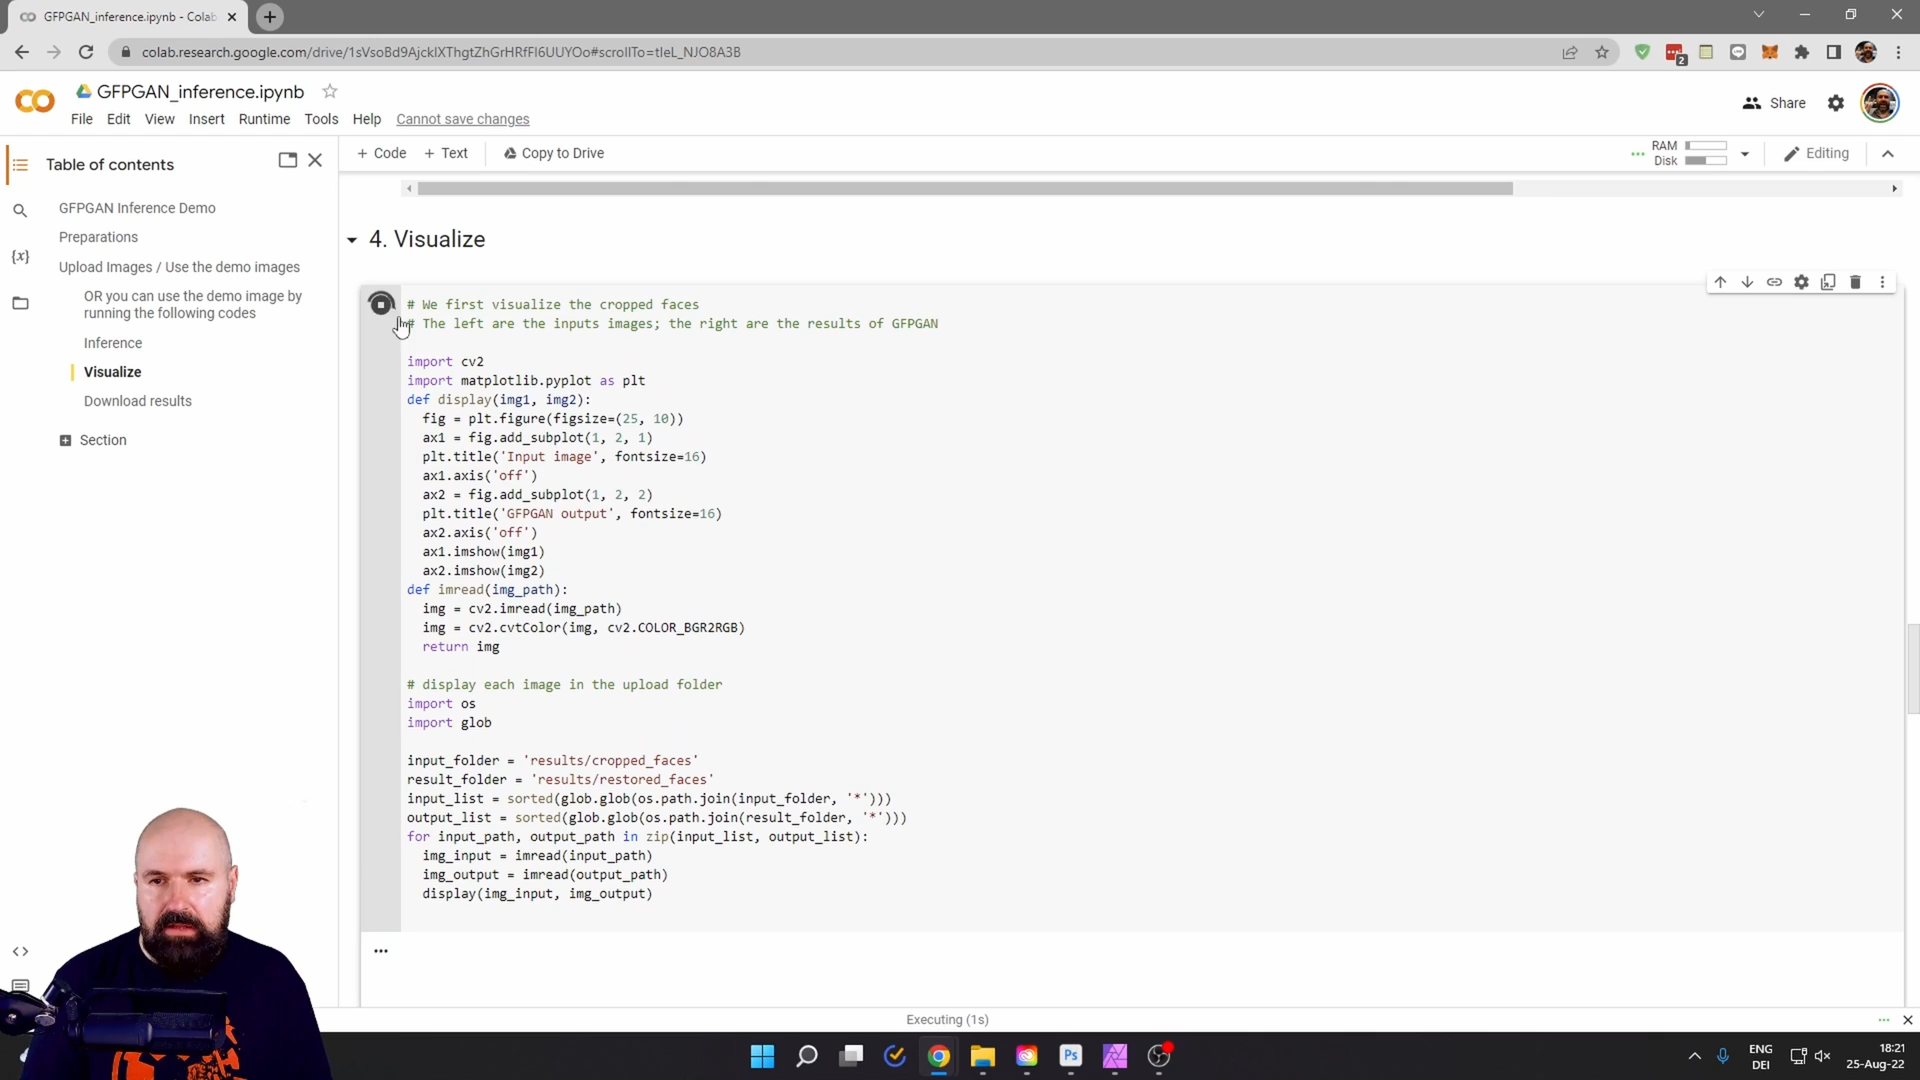 GFPGAN_inference.ipynb - Colab
colab.research.google.com/drive/1sVsoBd9AjckIXThgtZhGrHRfFI6UUYOo#scrollTo=tIeL_NJO8A3B
2
GFPGAN_inference.ipynb
File Edit View Insert Runtime Tools Help Cannot save changes
Share
Table of contents
+ Code + Text Copy to Drive
RAM
Disk
Editing
GFPGAN Inference Demo
Preparations
Upload Images / Use the demo images
OR you can use the demo image by
running the following codes
Inference
Visualize
Download results
Section
{x}
4. Visualize
# We first visualize the cropped faces
# The left are the inputs images; the right are the results of GFPGAN
import cv2
import matplotlib.pyplot as plt
def display(img1, img2):
fig = plt.figure(figsize=(25, 10))
ax1 = fig.add_subplot(1, 2, 1)
plt.title('Input image', fontsize=16)
ax1.axis('off')
ax2 = fig.add_subplot(1, 2, 2)
plt.title('GFPGAN output', fontsize=16)
ax2.axis('off')
ax1.imshow(img1)
ax2.imshow(img2)
def imread(img_path):
img = cv2.imread(img_path)
img = cv2.cvtColor(img, cv2.COLOR_BGR2RGB)
return img
# display each image in the upload folder
import os
import glob
input_folder = 'results/cropped_faces'
result_folder = 'results/restored_faces'
input_list = sorted(glob.glob(os.path.join(input_folder, '*')))
output_list = sorted(glob.glob(os.path.join(result_folder, '*')))
for input_path, output_path in zip(input_list, output_list):
img_input = imread(input_path)
img_output = imread(output_path)
display(img_input, img_output)
Executing (1s)
Ps
ENG
DEI
18:21
25-Aug-22